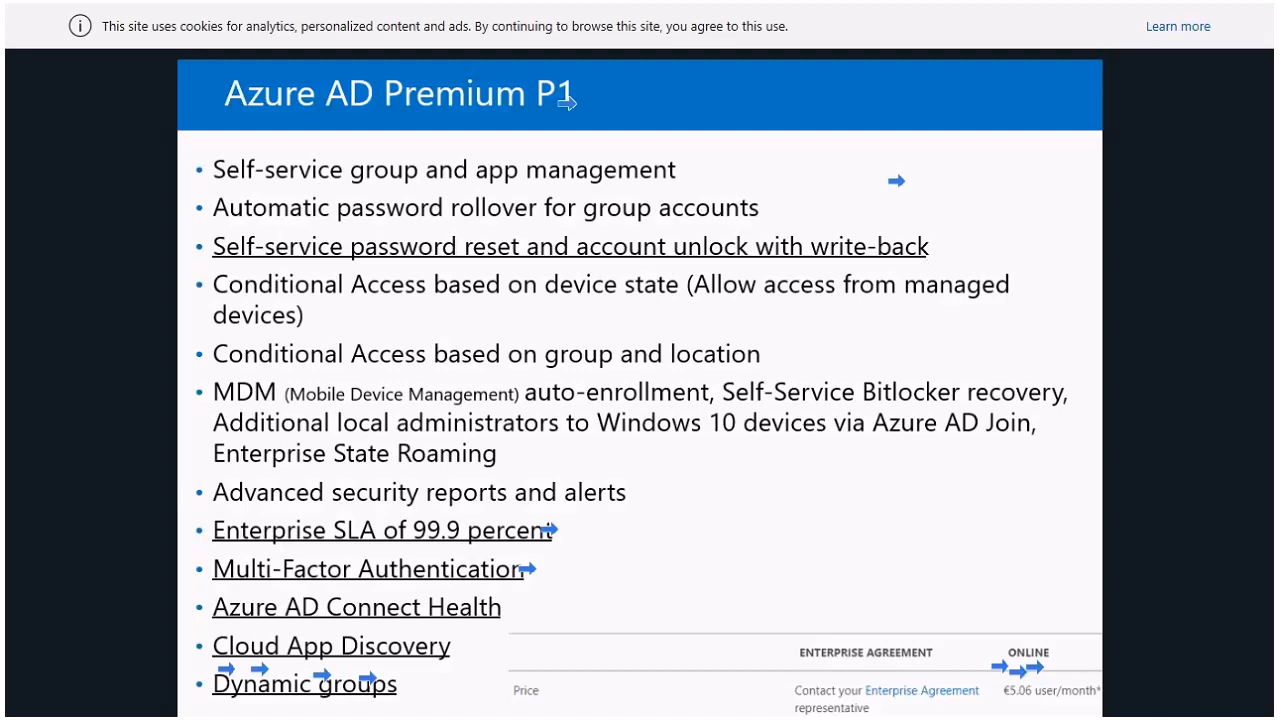 This site uses cookies for analytics, personalized content and ads. By continuing to browse this site, you agree to this use.
Learn more
Azure AD Premium P1
• Self-service group and app management
• Automatic password rollover for group accounts
• Self-service password reset and account unlock with write-back
• Conditional Access based on device state (Allow access from managed
devices)
• Conditional Access based on group and location
• MDM (Mobile Device Management) auto-enrollment, Self-Service Bitlocker recovery,
Additional local administrators to Windows 10 devices via Azure AD Join,
Enterprise State Roaming
• Advanced security reports and alerts
• Enterprise SLA of 99.9 percent
• Multi-Factor Authentication
• Azure AD Connect Health
• Cloud App Discovery
• Dynamic groups
ENTERPRISE AGREEMENT ONLINE
Price Contact your Enterprise Agreement €5.06 user/month*
representative